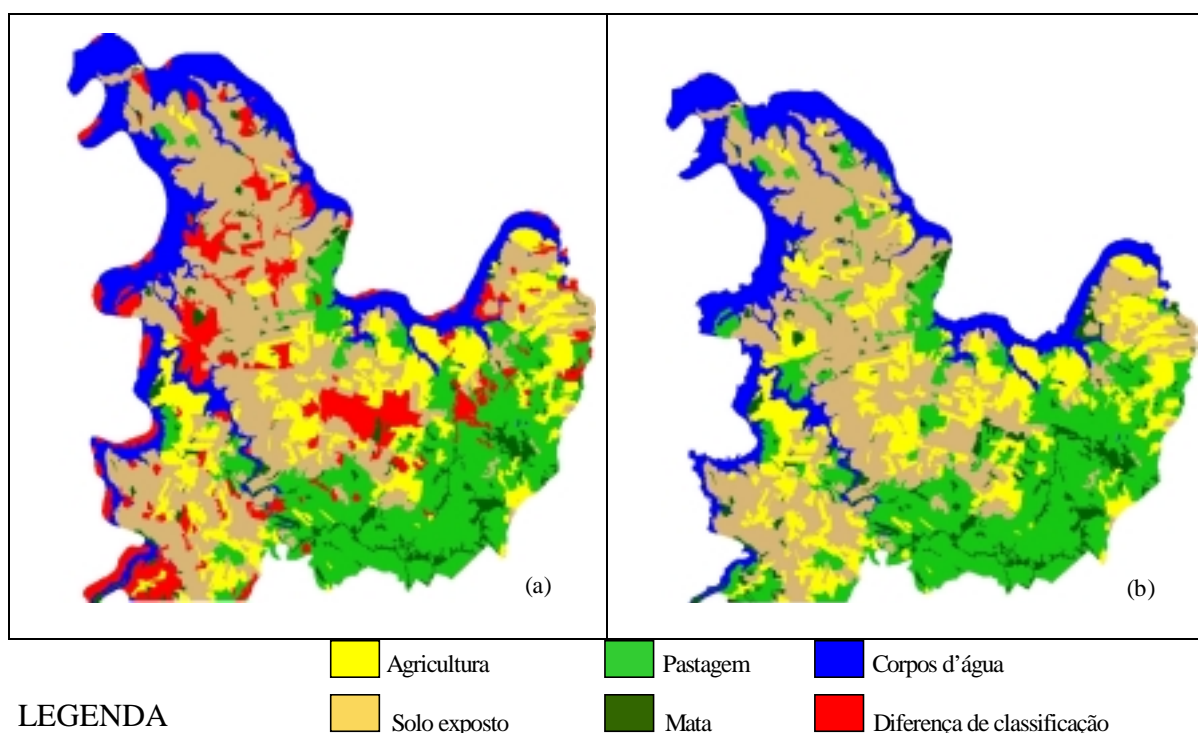 (a)
(b)
Agricultura
Pastagem
Corpos d'água
LEGENDA
Solo exposto
Mata
Diferença de classificação